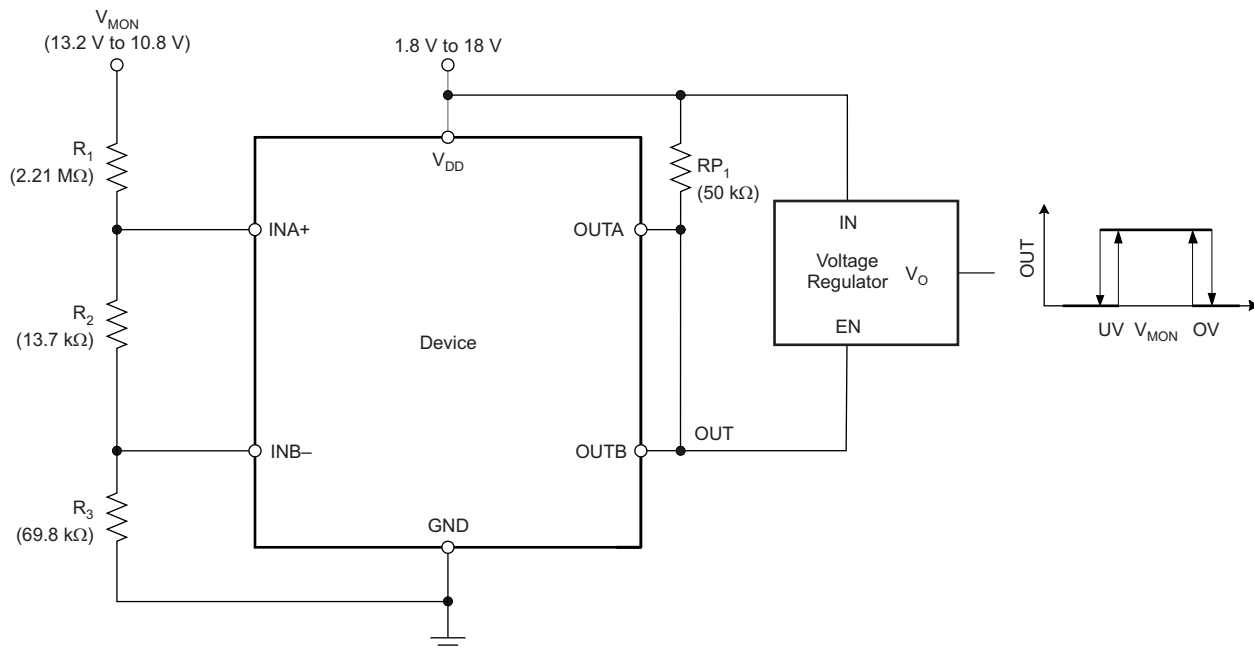 V_MON
(13.2 V to 10.8 V)
1.8 V to 18 V
R_1
(2.21 MΩ)
V_DD
RP_1
(50 kΩ)
INA+
OUTA
IN
Voltage
Regulator
V_O
EN
OUT
UV
V_MON
OV
R_2
(13.7 kΩ)
Device
INB–
OUTB
OUT
R_3
(69.8 kΩ)
GND